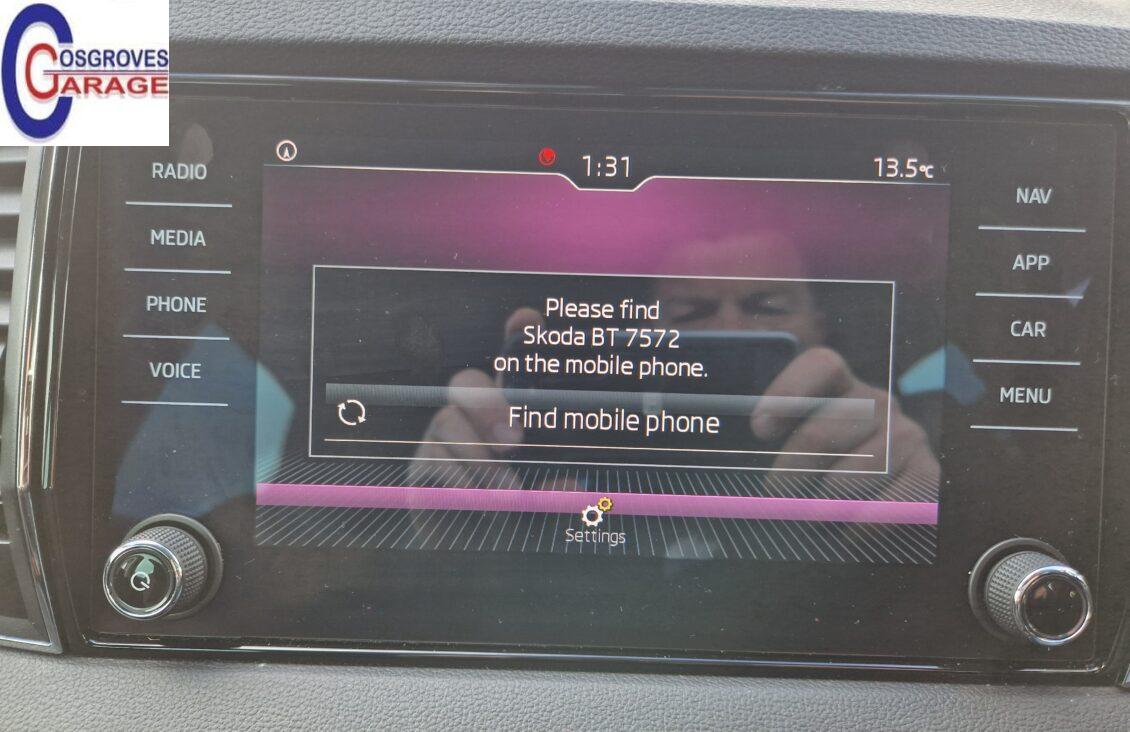 COSGROVES
GARAGE
RADIO
MEDIA
PHONE
VOICE
1:31
13.5°C
Please find
Skoda BT 7572
on the mobile phone.
Find mobile phone
Settings
NAV
APP
CAR
MENU